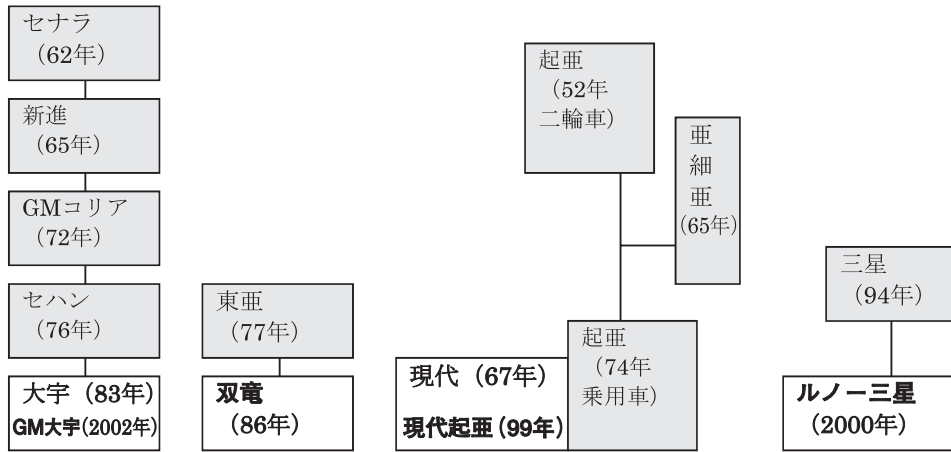 セナラ
（62年）
新進
（65年）
GMコリア
（72年）
セハン
（76年）
大宇（83年）
GM大宇（2002年）
東亜
（77年）
双竜
（86年）
起亜
（52年
二輪車）
亜
細
亜
（65年）
起亜
（74年
乗用車）
現代（67年）
現代起亜（99年）
三星
（94年）
ルノー三星
（2000年）